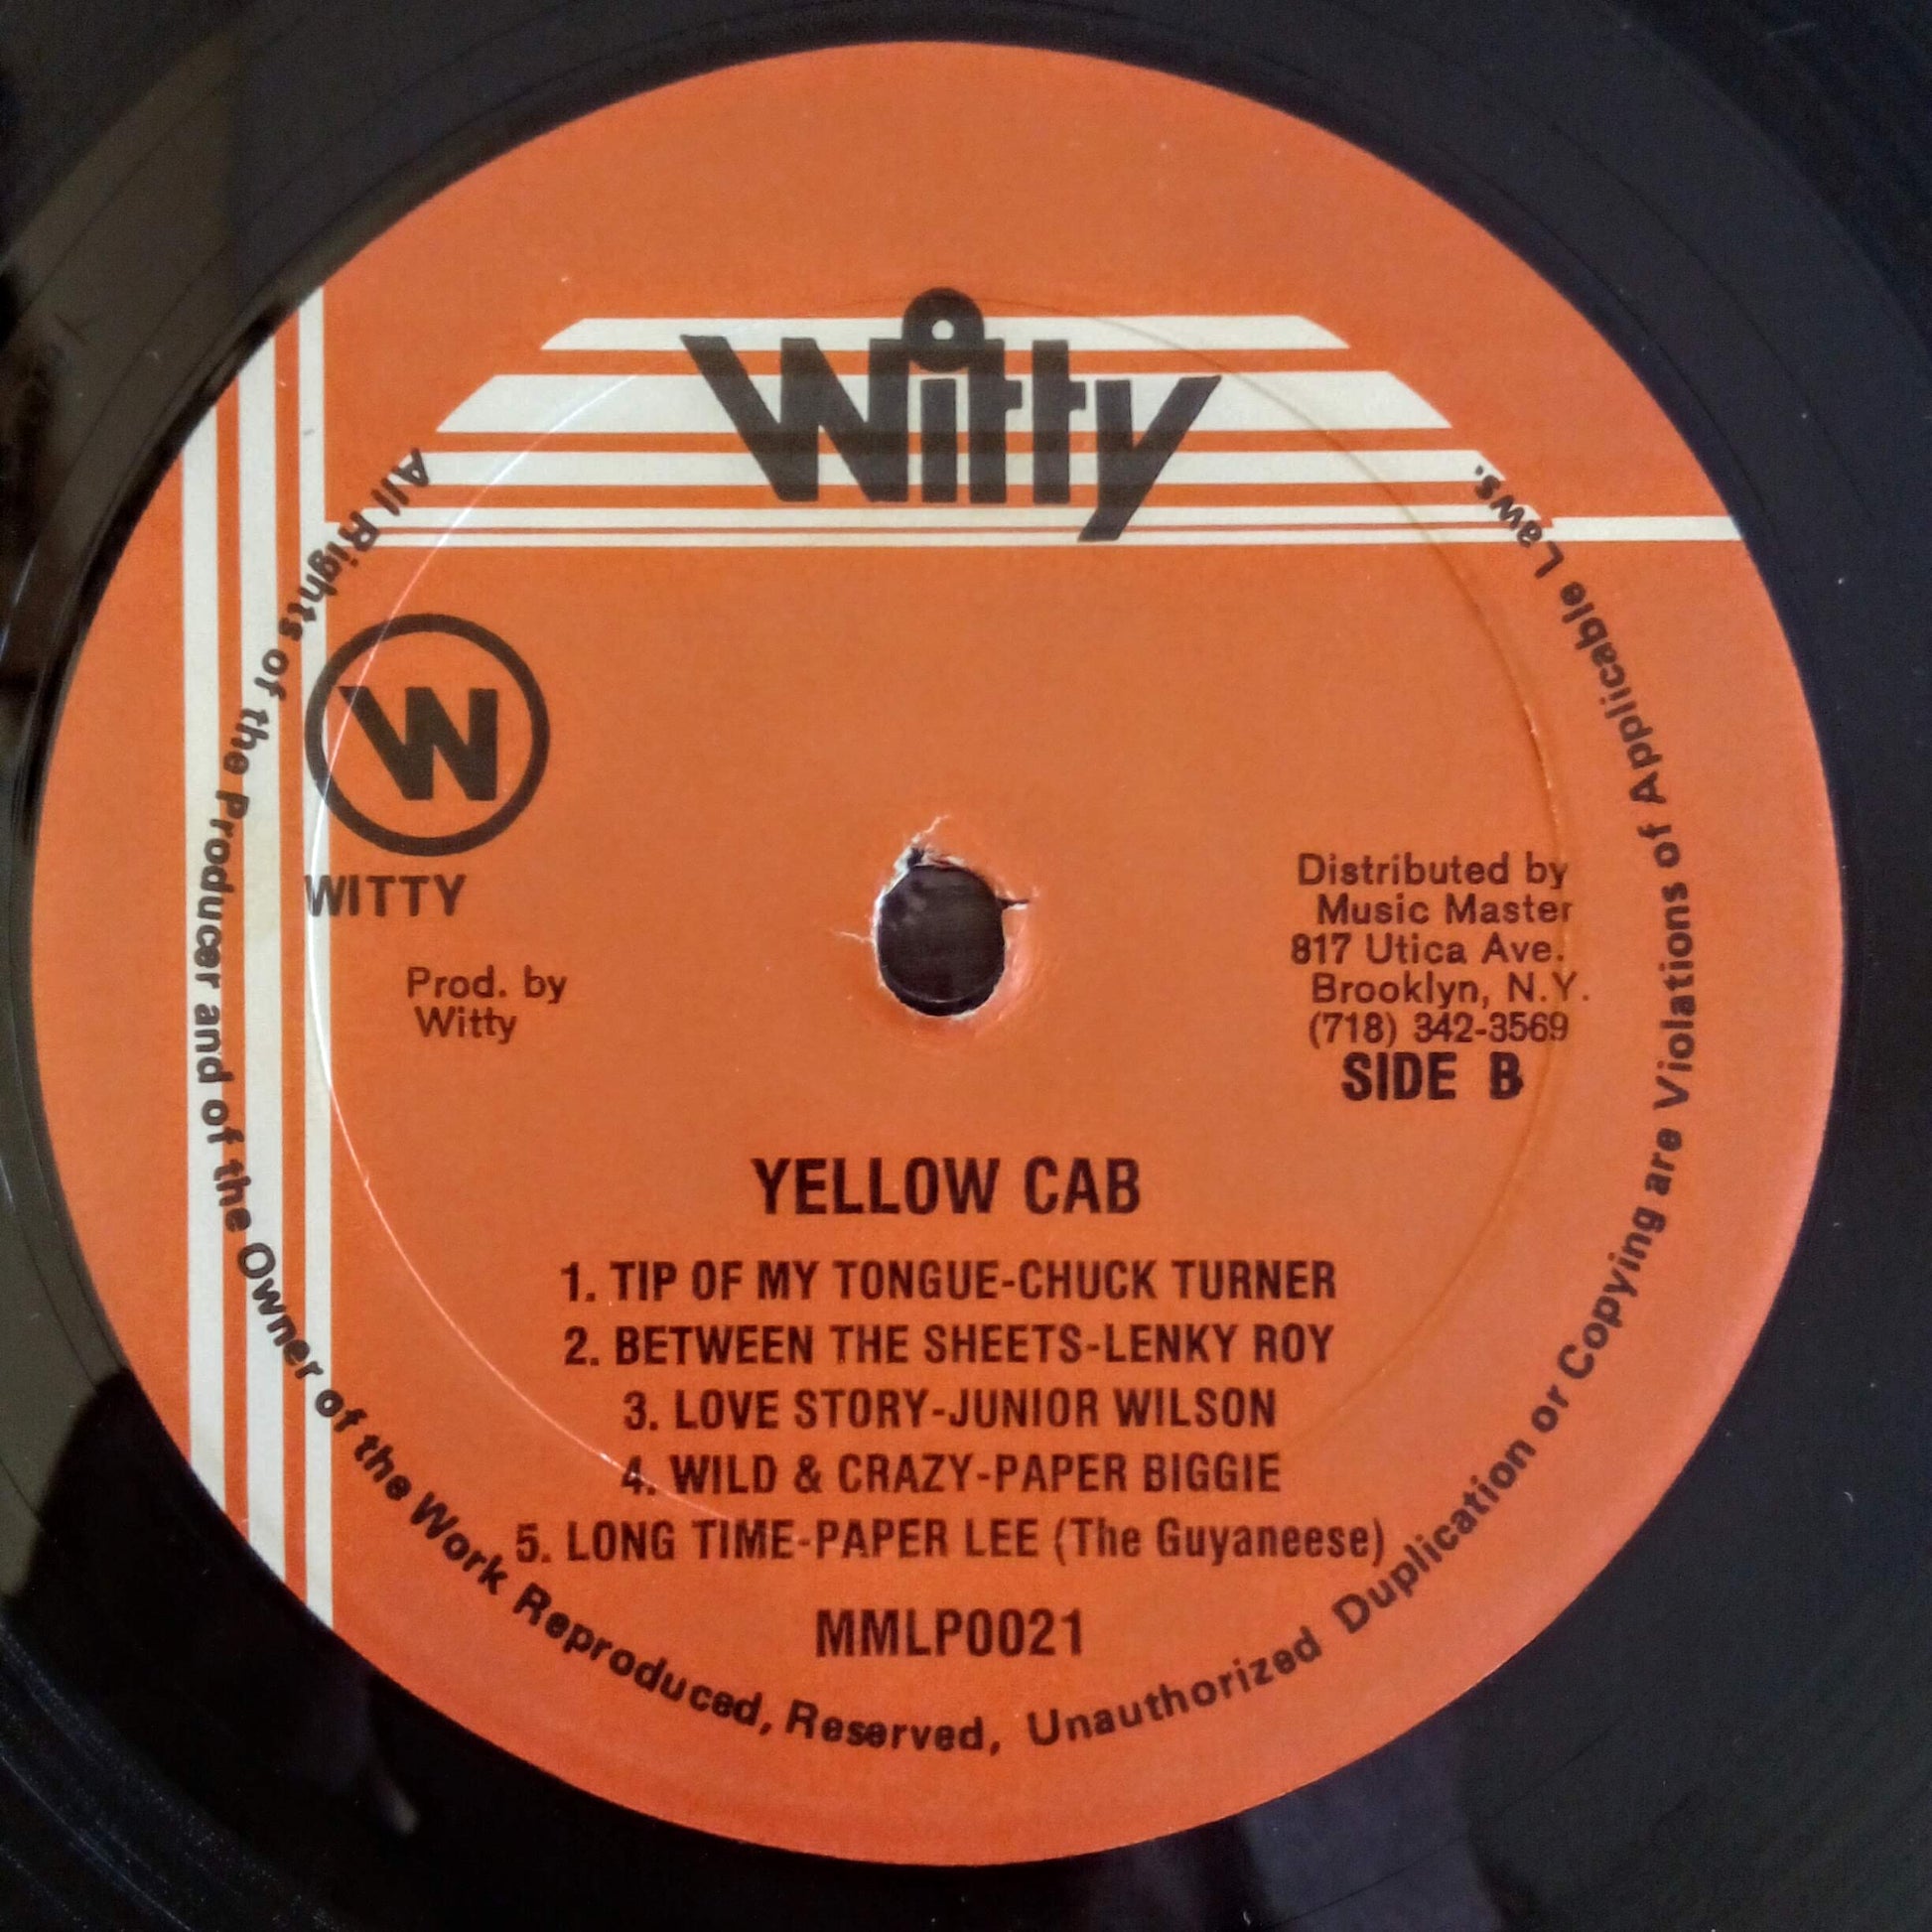 Witty
W
WITTY
Prod. by
Witty
Distributed by
Music Master
817 Utica Ave.
Brooklyn, N.Y.
(718) 342-3569
SIDE B
YELLOW CAB
1. TIP OF MY TONGUE-CHUCK TURNER
2. BETWEEN THE SHEETS-LENKY ROY
3. LOVE STORY-JUNIOR WILSON
4. WILD & CRAZY-PAPER BIGGIE
5. LONG TIME-PAPER LEE (The Guyaneese)
MMLP0021
All Rights of the Producer and of the Owner of the Work Reproduced, Reserved, Unauthorized Duplication or Copying are Violations of Applicable Laws.